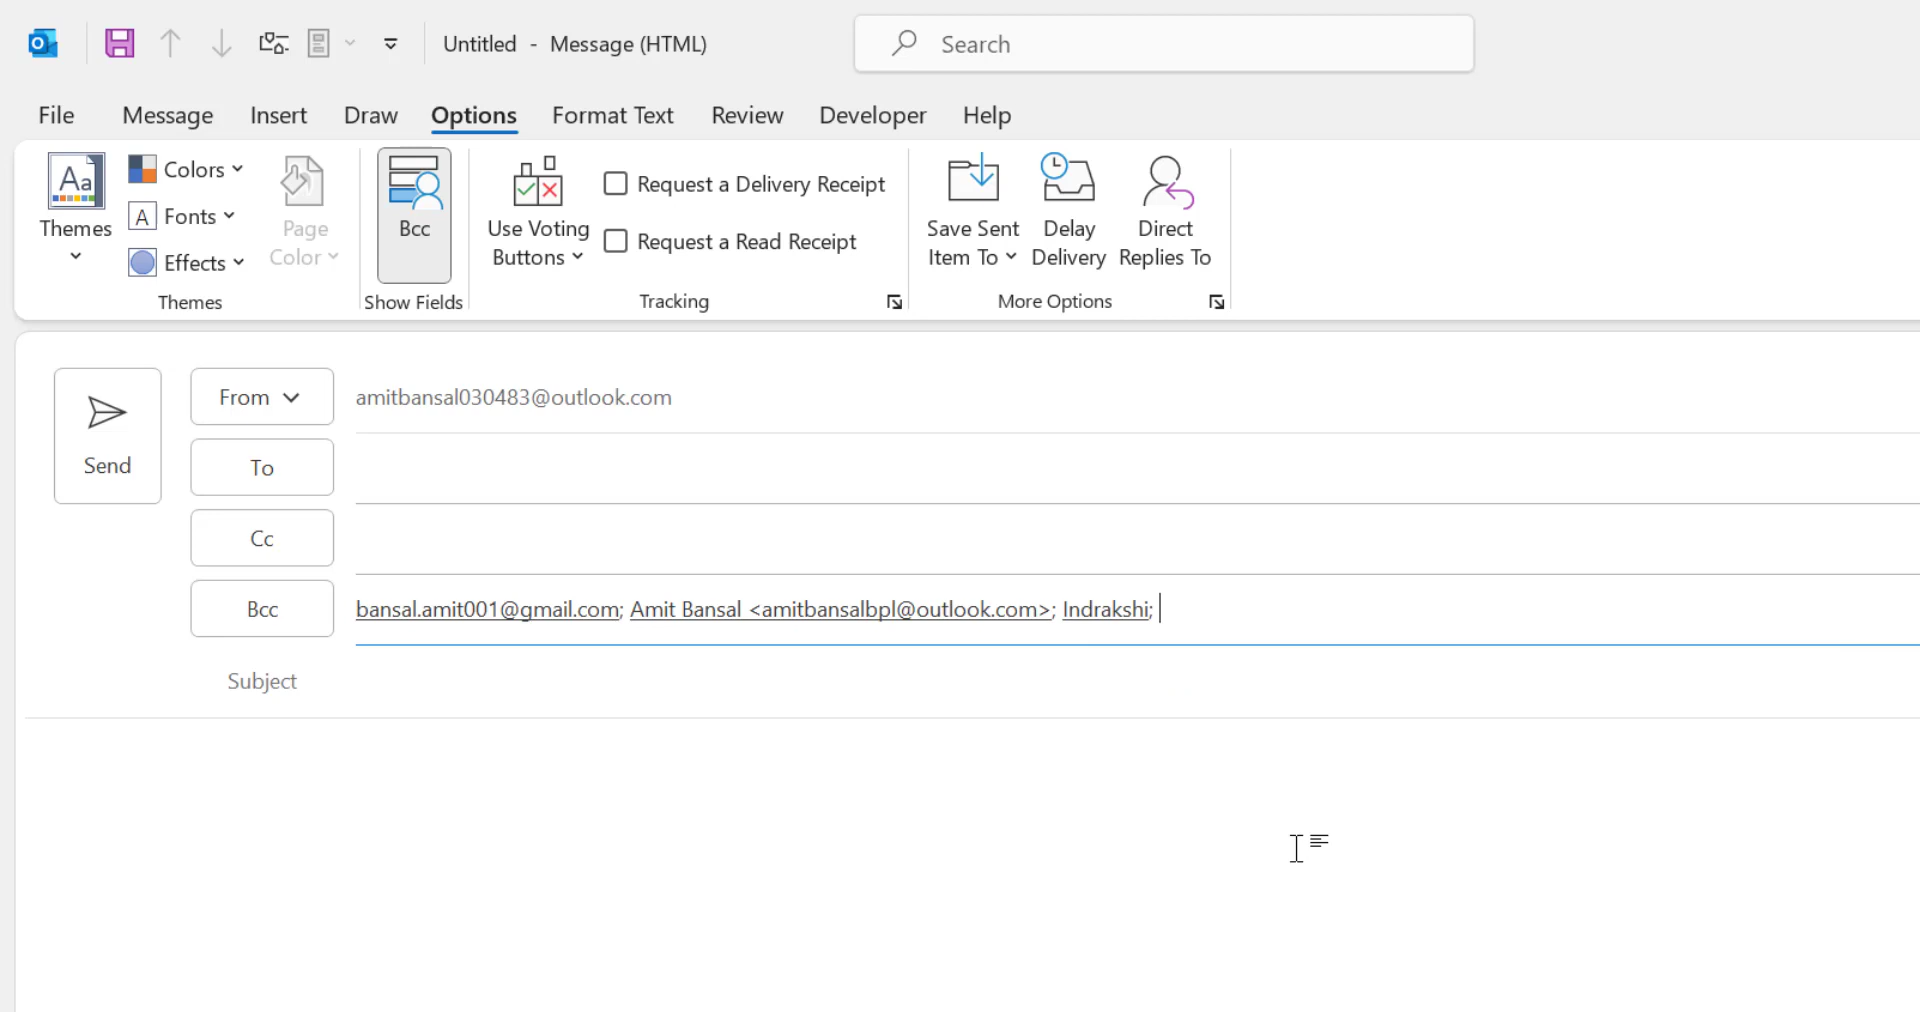 Untitled - Message (HTML)
Search
File Message Insert Draw Options Format Text Review Developer Help
Aa
Themes
Colors
A Fonts
Effects
Page
Color
Themes
Bcc
Show Fields
Use Voting
Buttons
Request a Delivery Receipt
Request a Read Receipt
Tracking
Save Sent
Item To
Delay
Delivery
Direct
Replies To
More Options
Send
From amitbansal030483@outlook.com
To
Cc
Bcc bansal.amit001@gmail.com; Amit Bansal <amitbansalbpl@outlook.com>; Indrakshi;
Subject